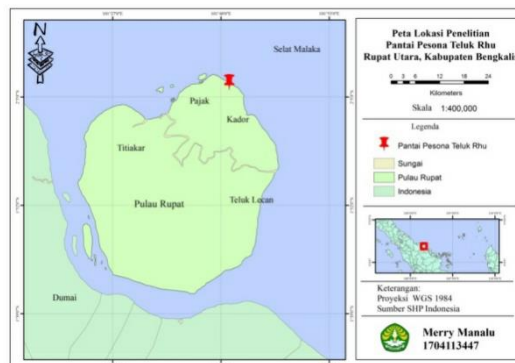 Selat Malaka
Pajak
Kador
Titiakar
Pulau Rupat
Teluk Lecan
Dumai
Peta Lokasi Penelitian
Pantai Pesona Teluk Rhu
Rupat Utara, Kabupaten Bengkalis
0 3 6 12 18 24
Kilometers
Skala 1:400,000
Legenda
Pantai Pesona Teluk Rhu
Sungai
Pulau Rupat
Indonesia
Keterangan:
Proyeksi WGS 1984
Sumber SHP Indonesia
Merry Manalu
1704113447